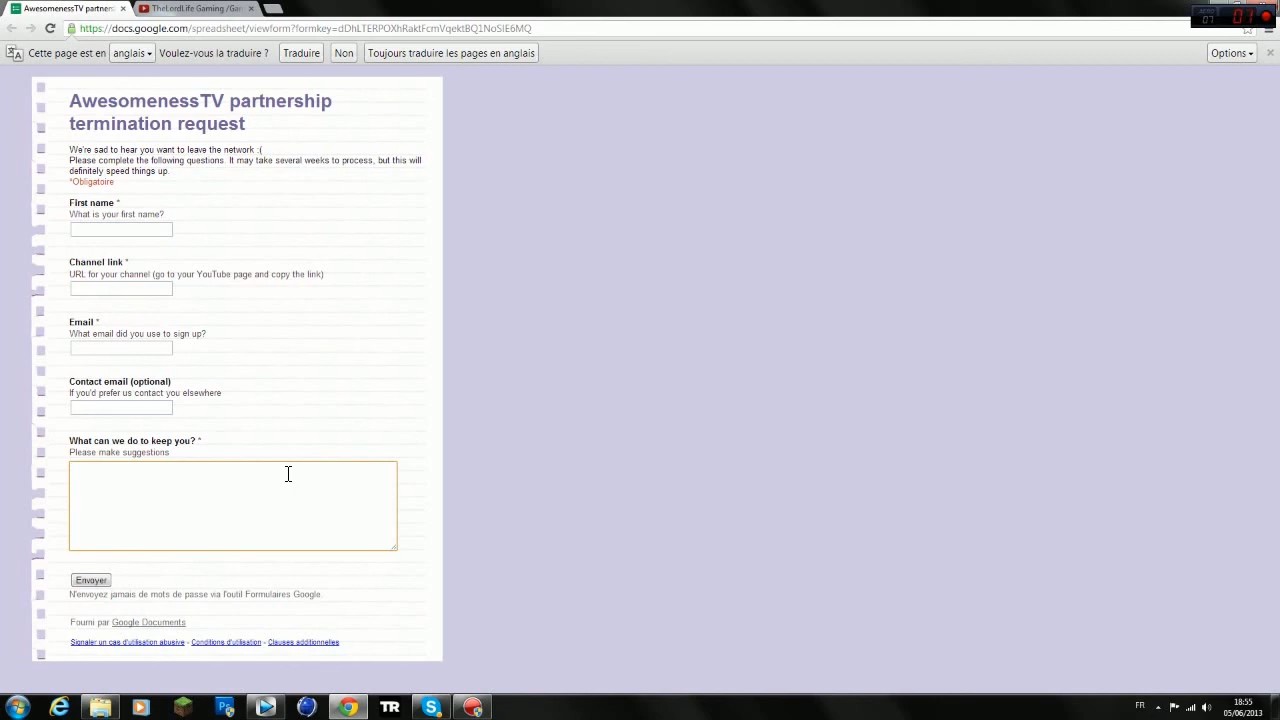 AwesomenessTV partnersh
TheLordLife Gaming /Gam
https://docs.google.com/spreadsheet/viewform?formkey=dDhLTERPOXhRaktFcmVqektBQ1NoSlE6MQ
07
01
Cette page est en anglais Voulez-vous la traduire ? Traduire Non Toujours traduire les pages en anglais Options
AwesomenessTV partnership
termination request
We're sad to hear you want to leave the network :(
Please complete the following questions. It may take several weeks to process, but this will
definitely speed things up.
*Obligatoire
First name *
What is your first name?
Channel link *
URL for your channel (go to your YouTube page and copy the link)
Email *
What email did you use to sign up?
Contact email (optional)
If you'd prefer us contact you elsewhere
What can we do to keep you? *
Please make suggestions
Envoyer
N'envoyez jamais de mots de passe via l'outil Formulaires Google.
Fourni par Google Documents
Signaler un cas d'utilisation abusive - Conditions d'utilisation - Clauses additionnelles
TR
FR
18:55
05/06/2013